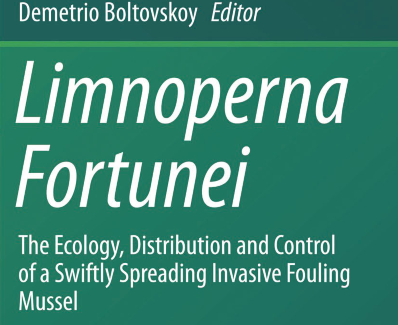 Demetrio Boltovskoy Editor
Limnoperna
Fortunei
The Ecology, Distribution and Control
of a Swiftly Spreading Invasive Fouling
Mussel